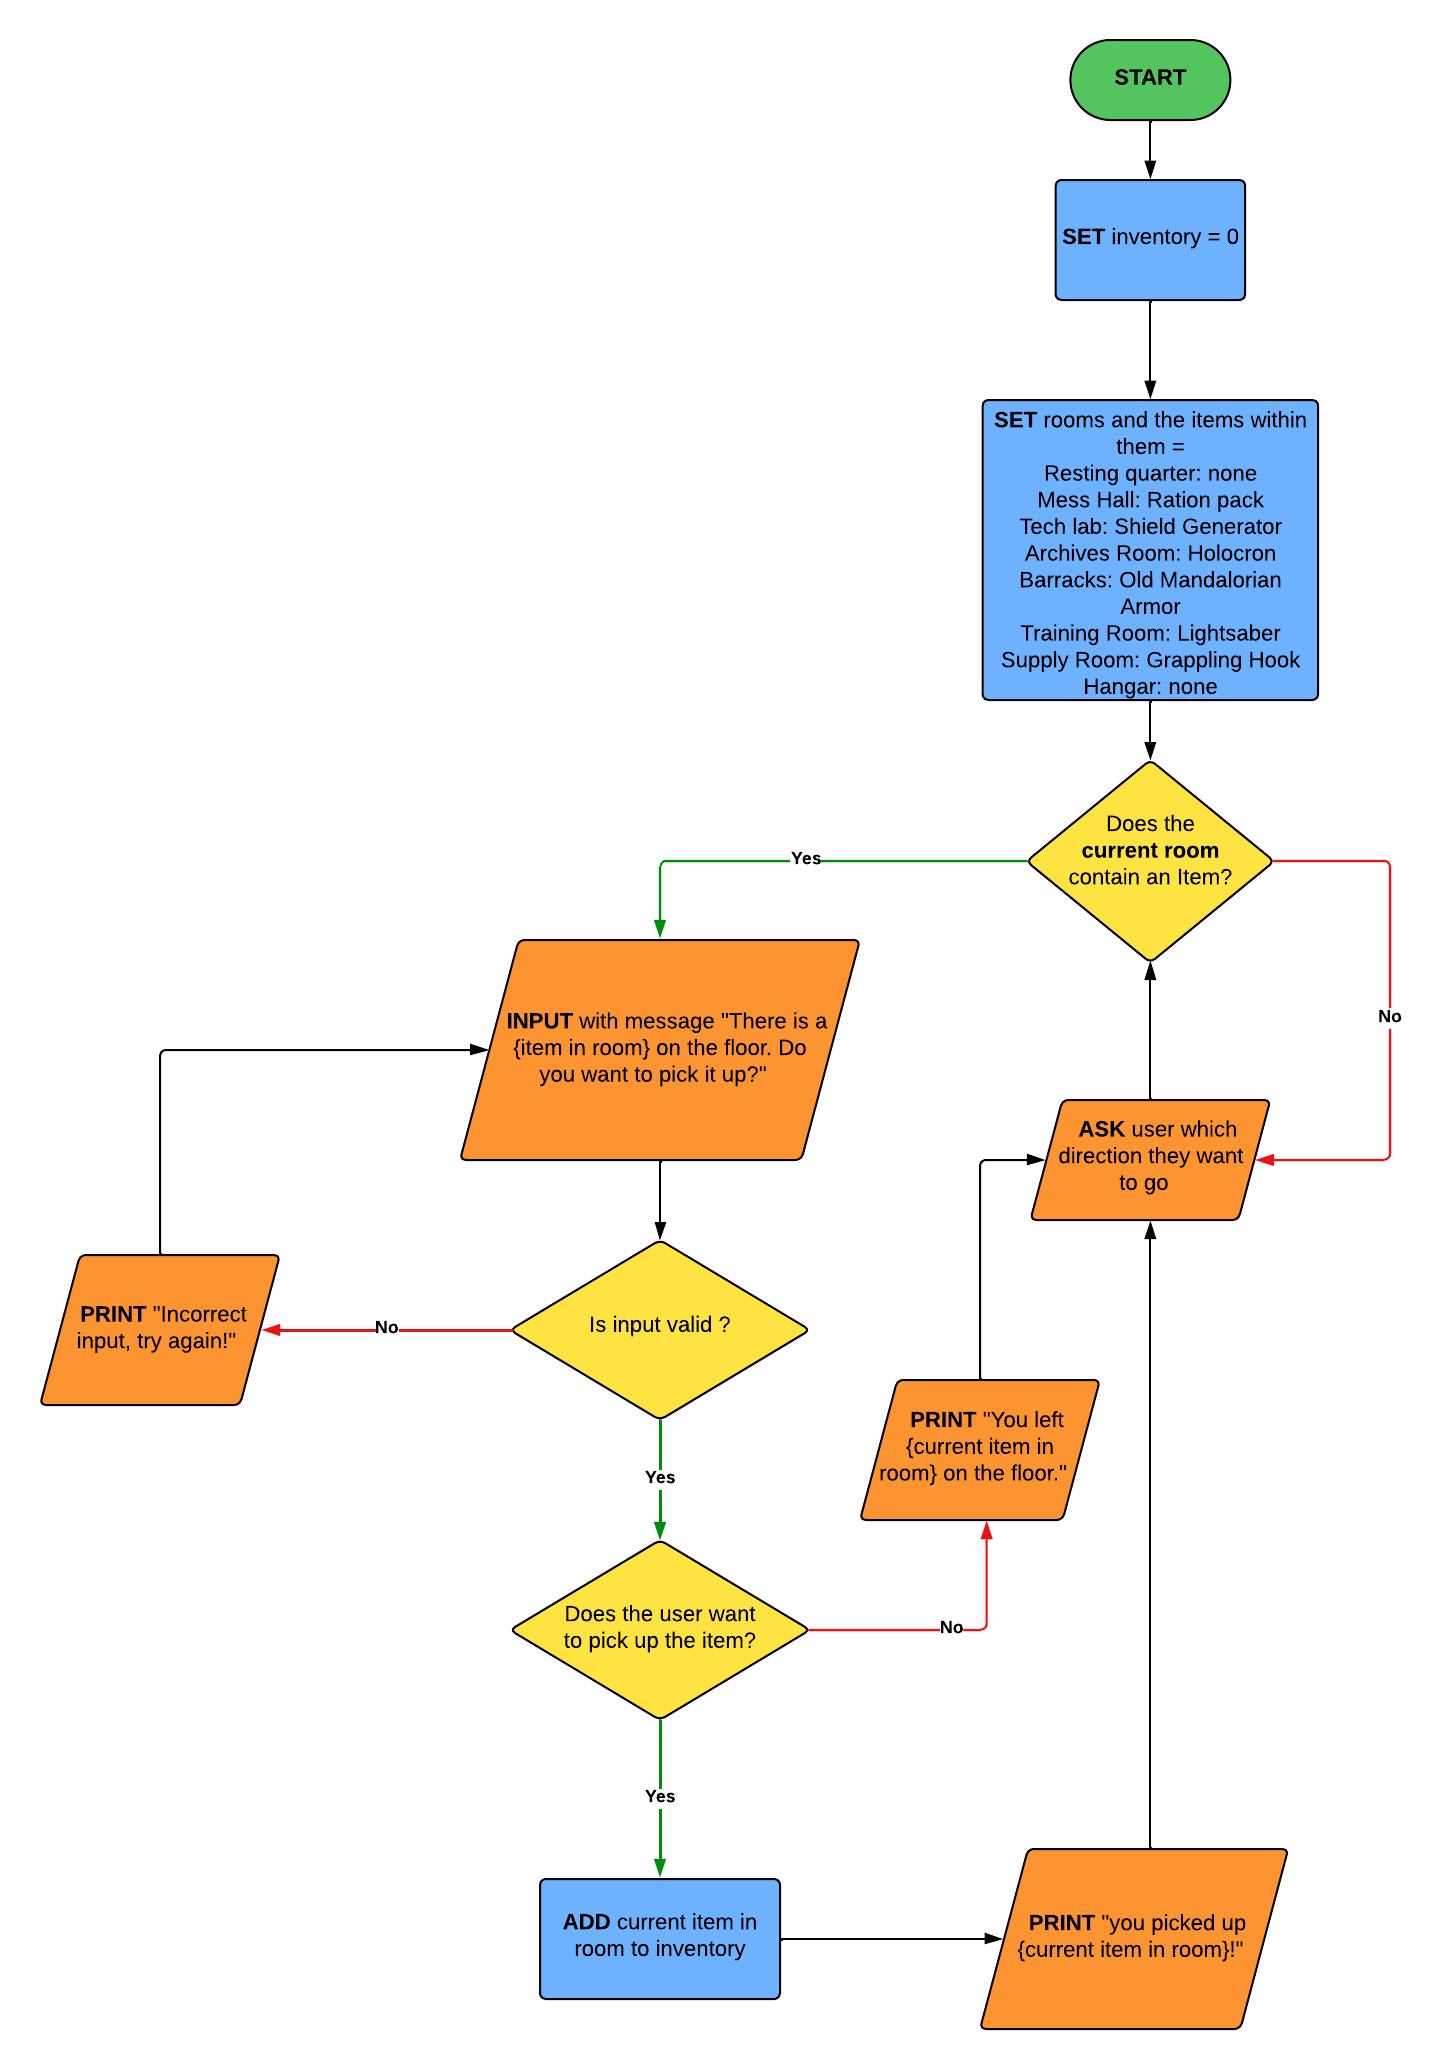 START
SET inventory = 0
SET rooms and the items within
them =
Resting quarter: none
Mess Hall: Ration pack
Tech lab: Shield Generator
Archives Room: Holocron
Barracks: Old Mandalorian
Armor
Training Room: Lightsaber
Supply Room: Grappling Hook
Hangar: none
Does the
current room
contain an Item?
Yes
No
INPUT with message "There is a
{item in room} on the floor. Do
you want to pick it up?"
ASK user which
direction they want
to go
Is input valid ?
No
PRINT "Incorrect
input, try again!"
Yes
PRINT "You left
{current item in
room} on the floor."
Does the user want
to pick up the item?
No
Yes
ADD current item in
room to inventory
PRINT "you picked up
{current item in room}!"